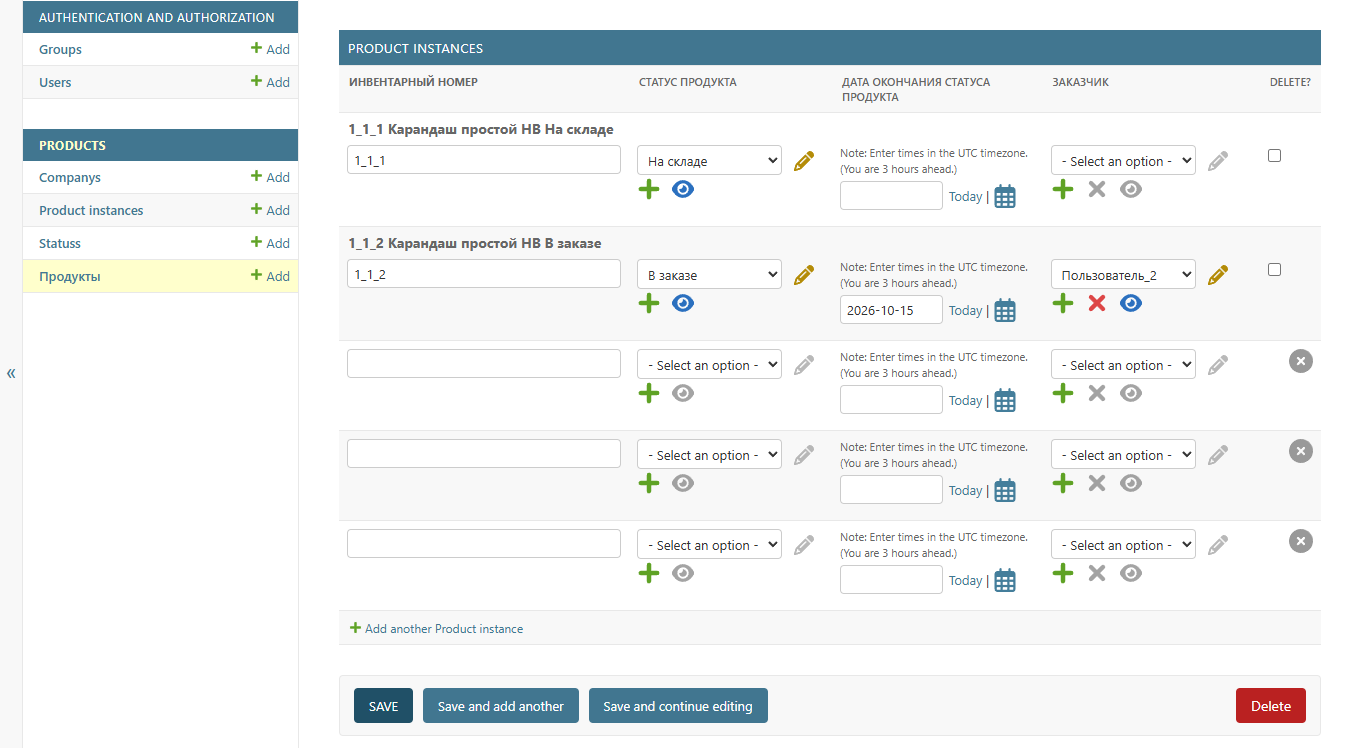 AUTHENTICATION AND AUTHORIZATION
Groups Add
Users Add
PRODUCTS
Companys Add
Product instances Add
Statuss Add
Продукты Add
«
PRODUCT INSTANCES
ИНВЕНТАРНЫЙ НОМЕР СТАТУС ПРОДУКТА ДАТА ОКОНЧАНИЯ СТАТУСА ПРОДУКТА ЗАКАЗЧИК DELETE?
1_1_1 Карандаш простой HB На складе
1_1_1 На складе Note: Enter times in the UTC timezone. - Select an option -
(You are 3 hours ahead.)
Today |
1_1_2 Карандаш простой HB В заказе
1_1_2 В заказе Note: Enter times in the UTC timezone. Пользователь_2
(You are 3 hours ahead.)
2026-10-15 Today |
- Select an option - Note: Enter times in the UTC timezone. - Select an option -
(You are 3 hours ahead.)
Today |
- Select an option - Note: Enter times in the UTC timezone. - Select an option -
(You are 3 hours ahead.)
Today |
- Select an option - Note: Enter times in the UTC timezone. - Select an option -
(You are 3 hours ahead.)
Today |
Add another Product instance
SAVE Save and add another Save and continue editing Delete